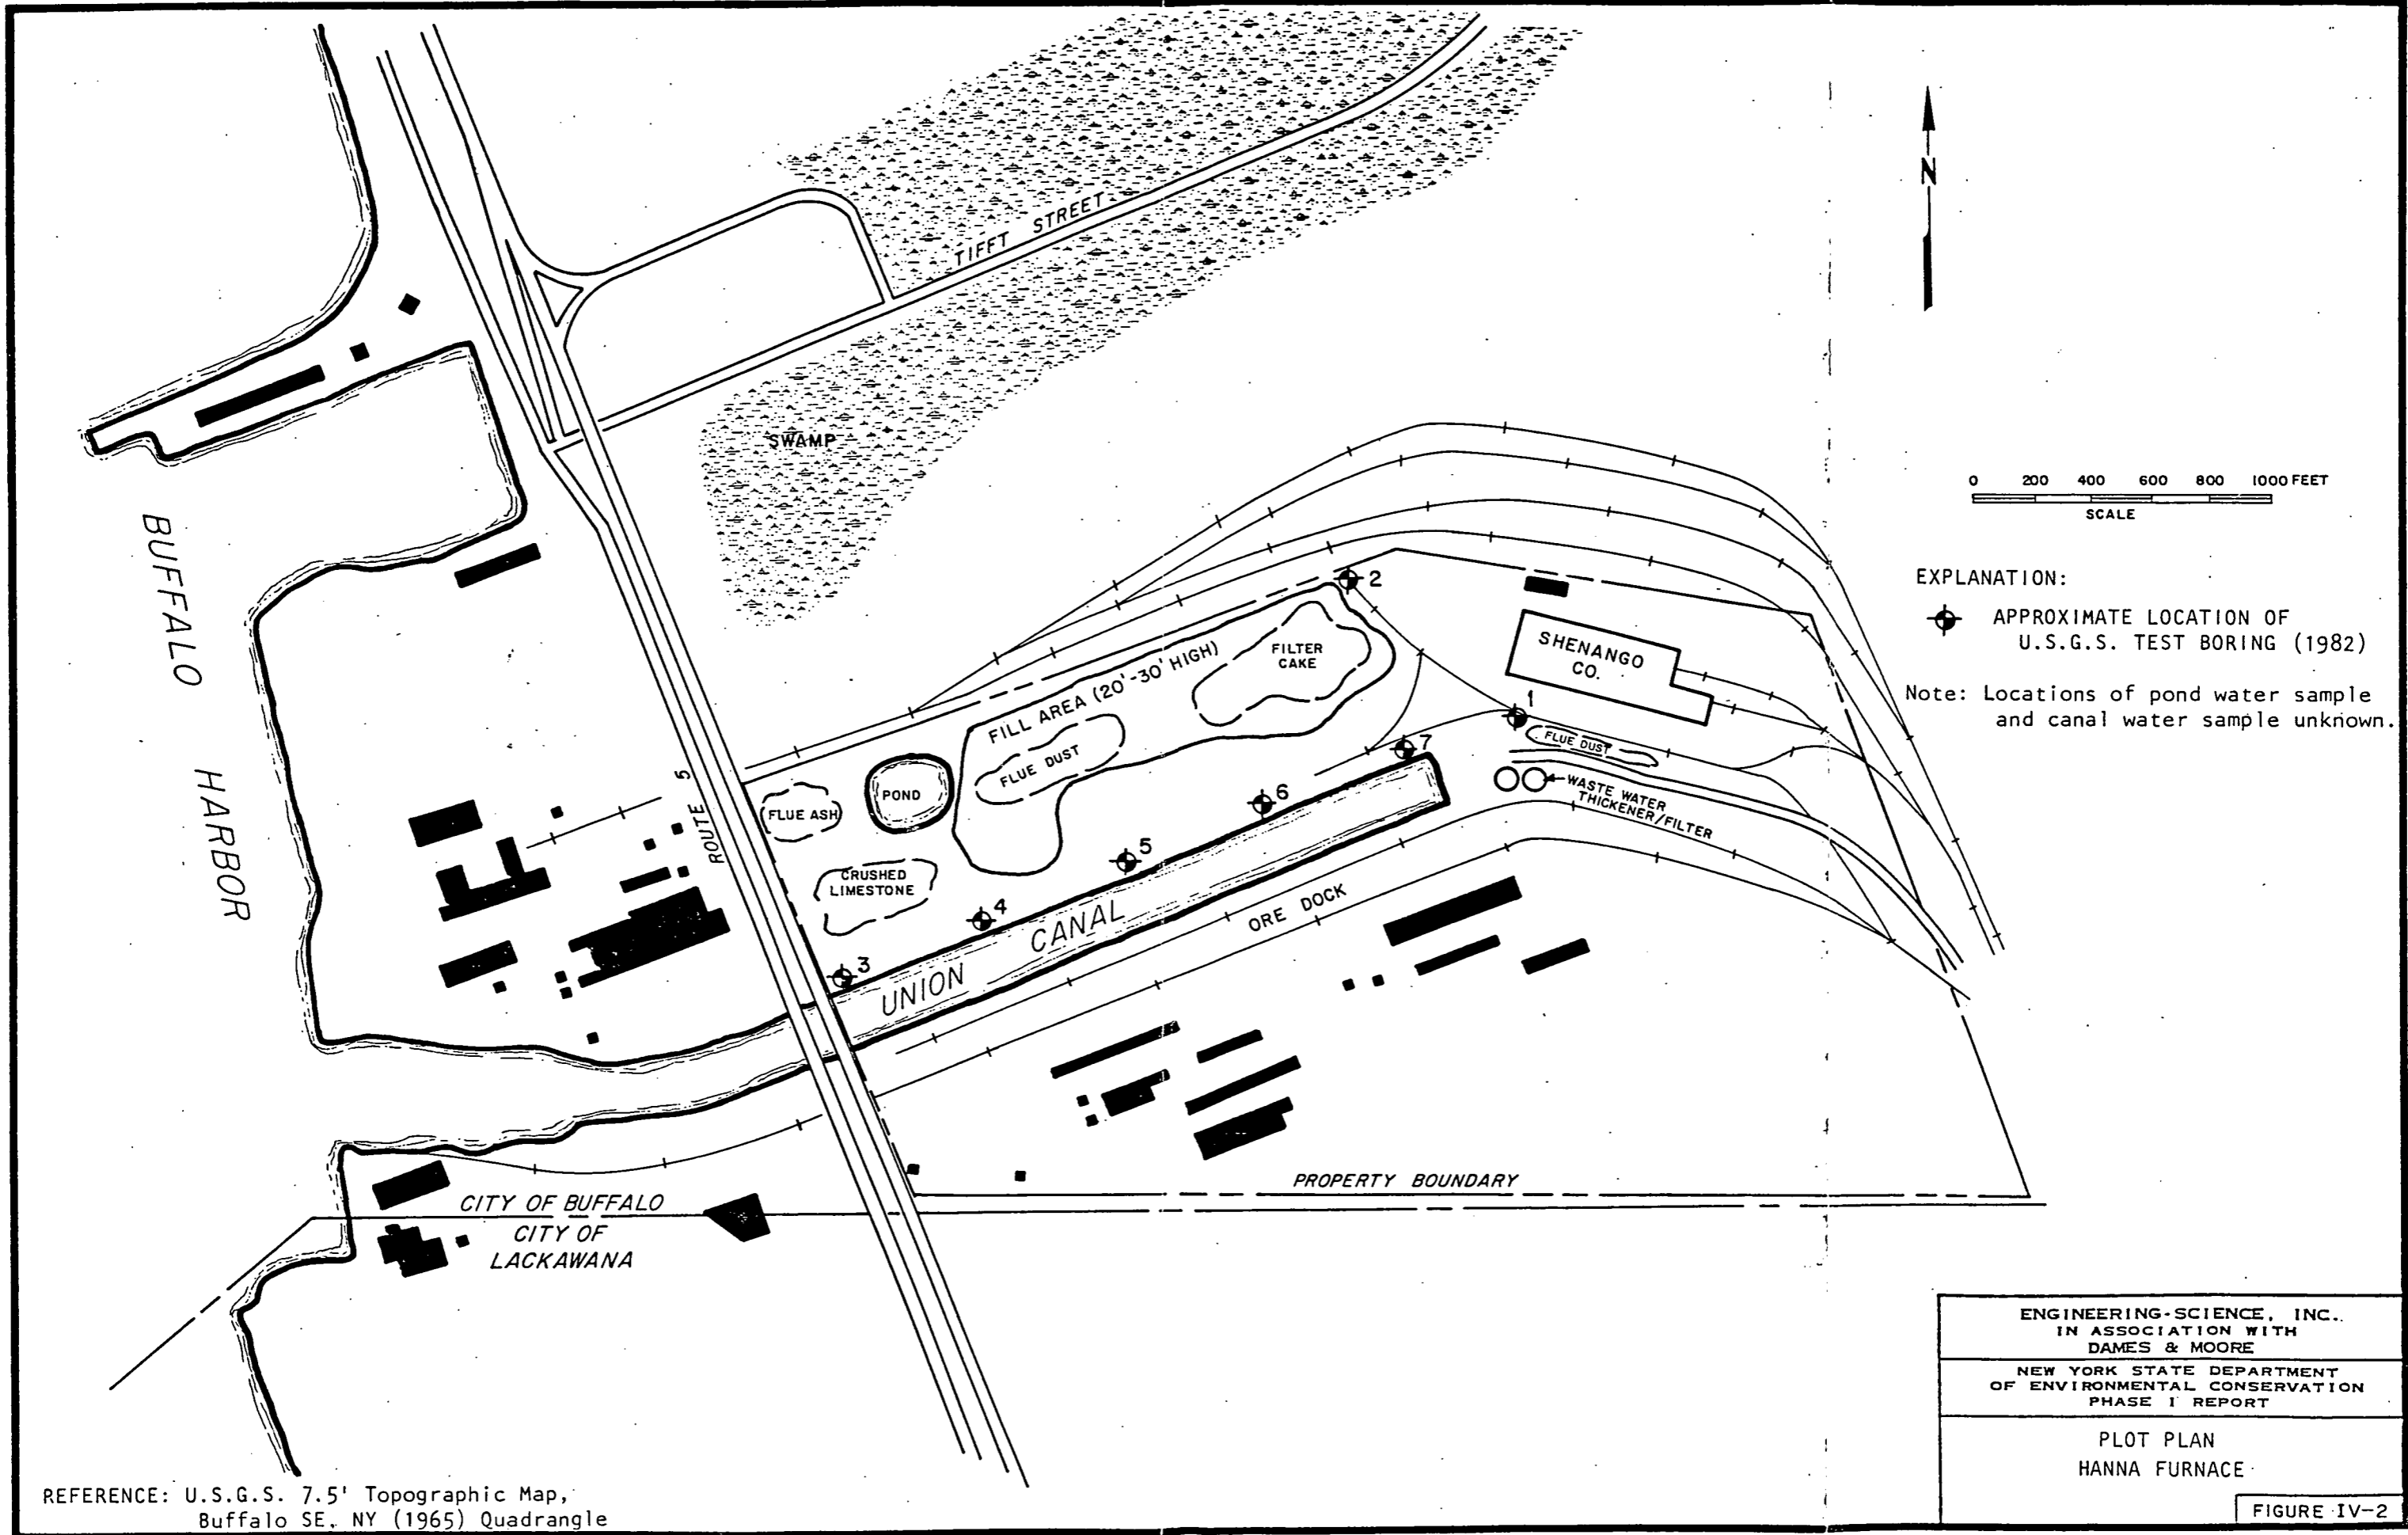 TIFFT STREET
N
SWAMP
0 200 400 600 800 1000 FEET
SCALE
BUFFALO
HARBOR
EXPLANATION:
APPROXIMATE LOCATION OF
U.S.G.S. TEST BORING (1982)
Note: Locations of pond water sample
and canal water sample unknown.
2
SHENANGO
CO.
FILTER
CAKE
FILL AREA (20'-30' HIGH)
FLUE DUST
1
FLUE DUST
7
WASTE WATER
THICKENER/FILTER
POND
FLUE ASH
6
ROUTE 5
5
CRUSHED
LIMESTONE
4
ORE DOCK
3
UNION CANAL
PROPERTY BOUNDARY
CITY OF BUFFALO
CITY OF
LACKAWANA
ENGINEERING-SCIENCE, INC.
IN ASSOCIATION WITH
DAMES & MOORE
NEW YORK STATE DEPARTMENT
OF ENVIRONMENTAL CONSERVATION
PHASE I REPORT
PLOT PLAN
HANNA FURNACE
FIGURE IV-2
REFERENCE: U.S.G.S. 7.5' Topographic Map,
Buffalo SE, NY (1965) Quadrangle